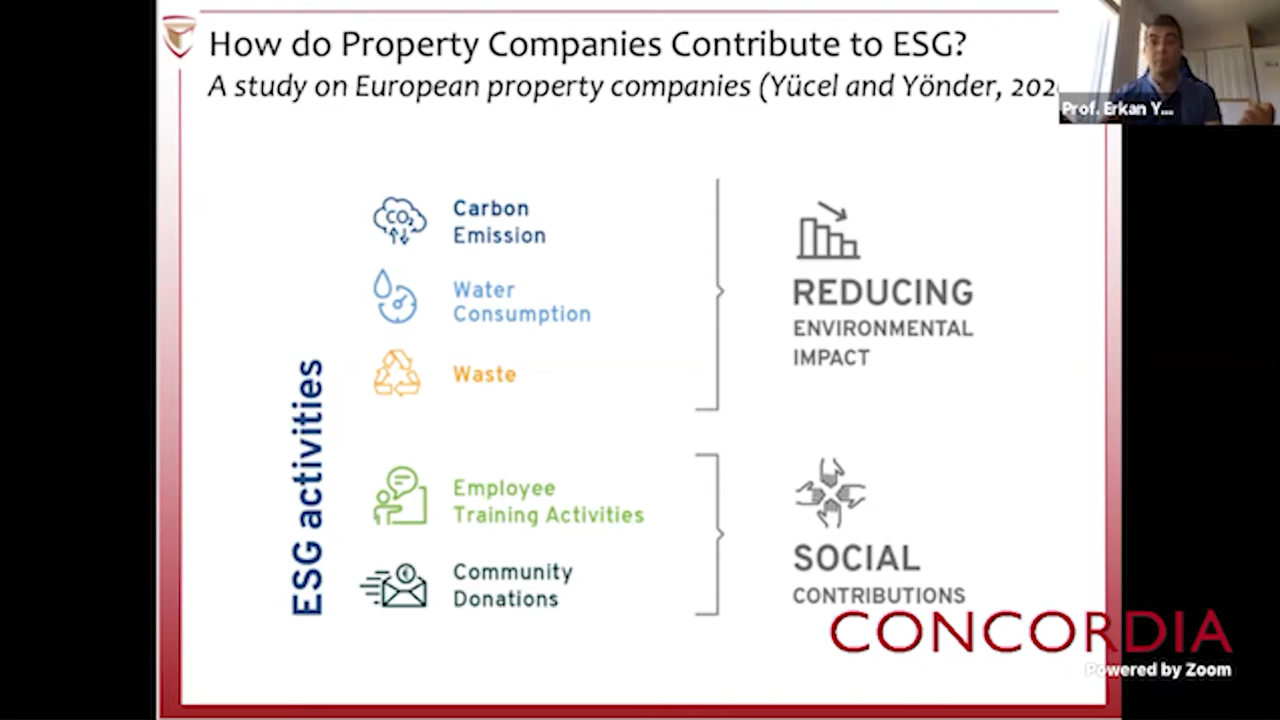 How do Property Companies Contribute to ESG?
A study on European property companies (Yücel and Yönder,
Prof. Erkan Y...
ESG activities
CO2
Carbon
Emission
Water
Consumption
Waste
REDUCING
ENVIRONMENTAL
IMPACT
Employee
Training Activities
€
Community
Donations
SOCIAL
CONTRIBUTIONS
CONCORDIA
Powered by Zoom